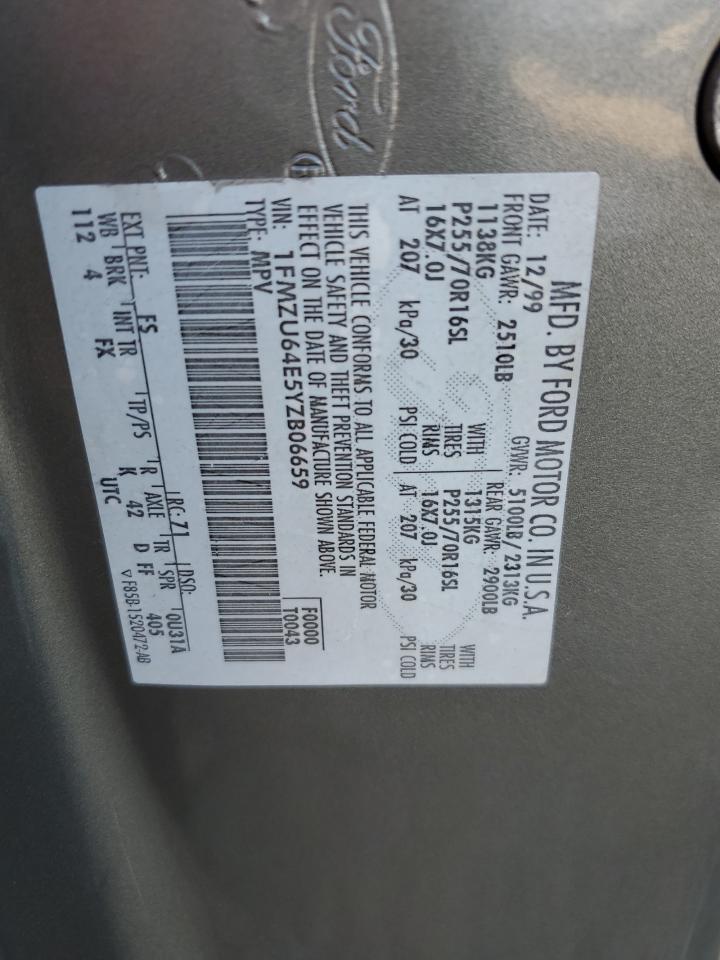 Ford
MFD. BY FORD MOTOR CO. IN U.S.A.
DATE: 12/99 GVWR: 5100LB/2313KG
FRONT GAWR: 2510LB REAR GAWR: 2900LB
1138KG WITH 1315KG WITH
P255/70R16SL TIRES P255/70R16SL TIRES
16X7.0J RIMS 16X7.0J RIMS
AT 207 kPa/30 PSI COLD AT 207 kPa/30 PSI COLD
THIS VEHICLE CONFORMS TO ALL APPLICABLE FEDERAL MOTOR
VEHICLE SAFETY AND THEFT PREVENTION STANDARDS IN
EFFECT ON THE DATE OF MANUFACTURE SHOWN ABOVE.
VIN: 1FMZU64E5YZB06659 F0000
TYPE: MPV T0043
EXT PNT: FS RC: 71 DSO: 0U31A
WB BRK INT TR TP/PS R AXLE TR SPR 405
112 4 FX K 42 D FF
UTC ▽ F85B-1520472-AB